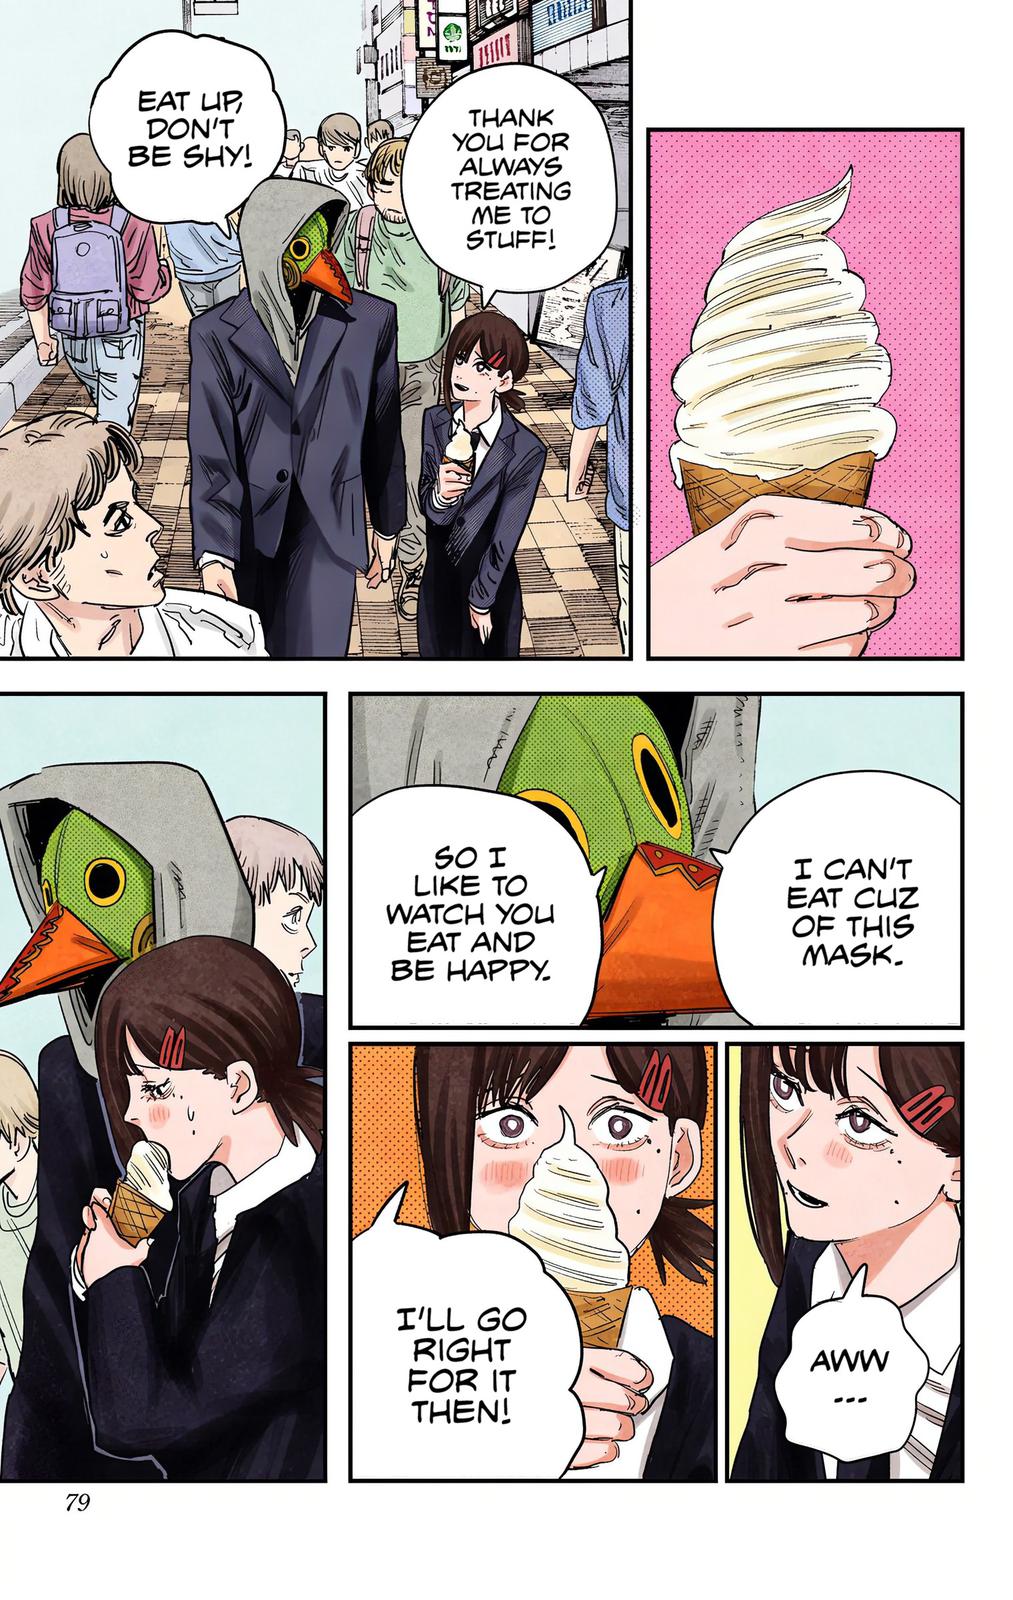 THANK
YOU FOR
ALWAYS
TREATING
ME TO
STUFF!
EAT UP,
DON'T
BE SHY!
I CAN'T
EAT CUZ
OF THIS
MASK.
SO I
LIKE TO
WATCH YOU
EAT AND
BE HAPPY.
AWW
...
I'LL GO
RIGHT
FOR IT
THEN!
79